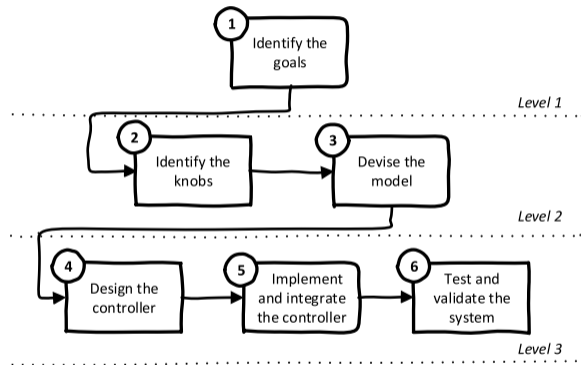 1
Identify the
goals
Level 1
2
Identify the
knobs
3
Devise the
model
Level 2
4
Design the
controller
5
Implement
and integrate
the controller
6
Test and
validate the
system
Level 3